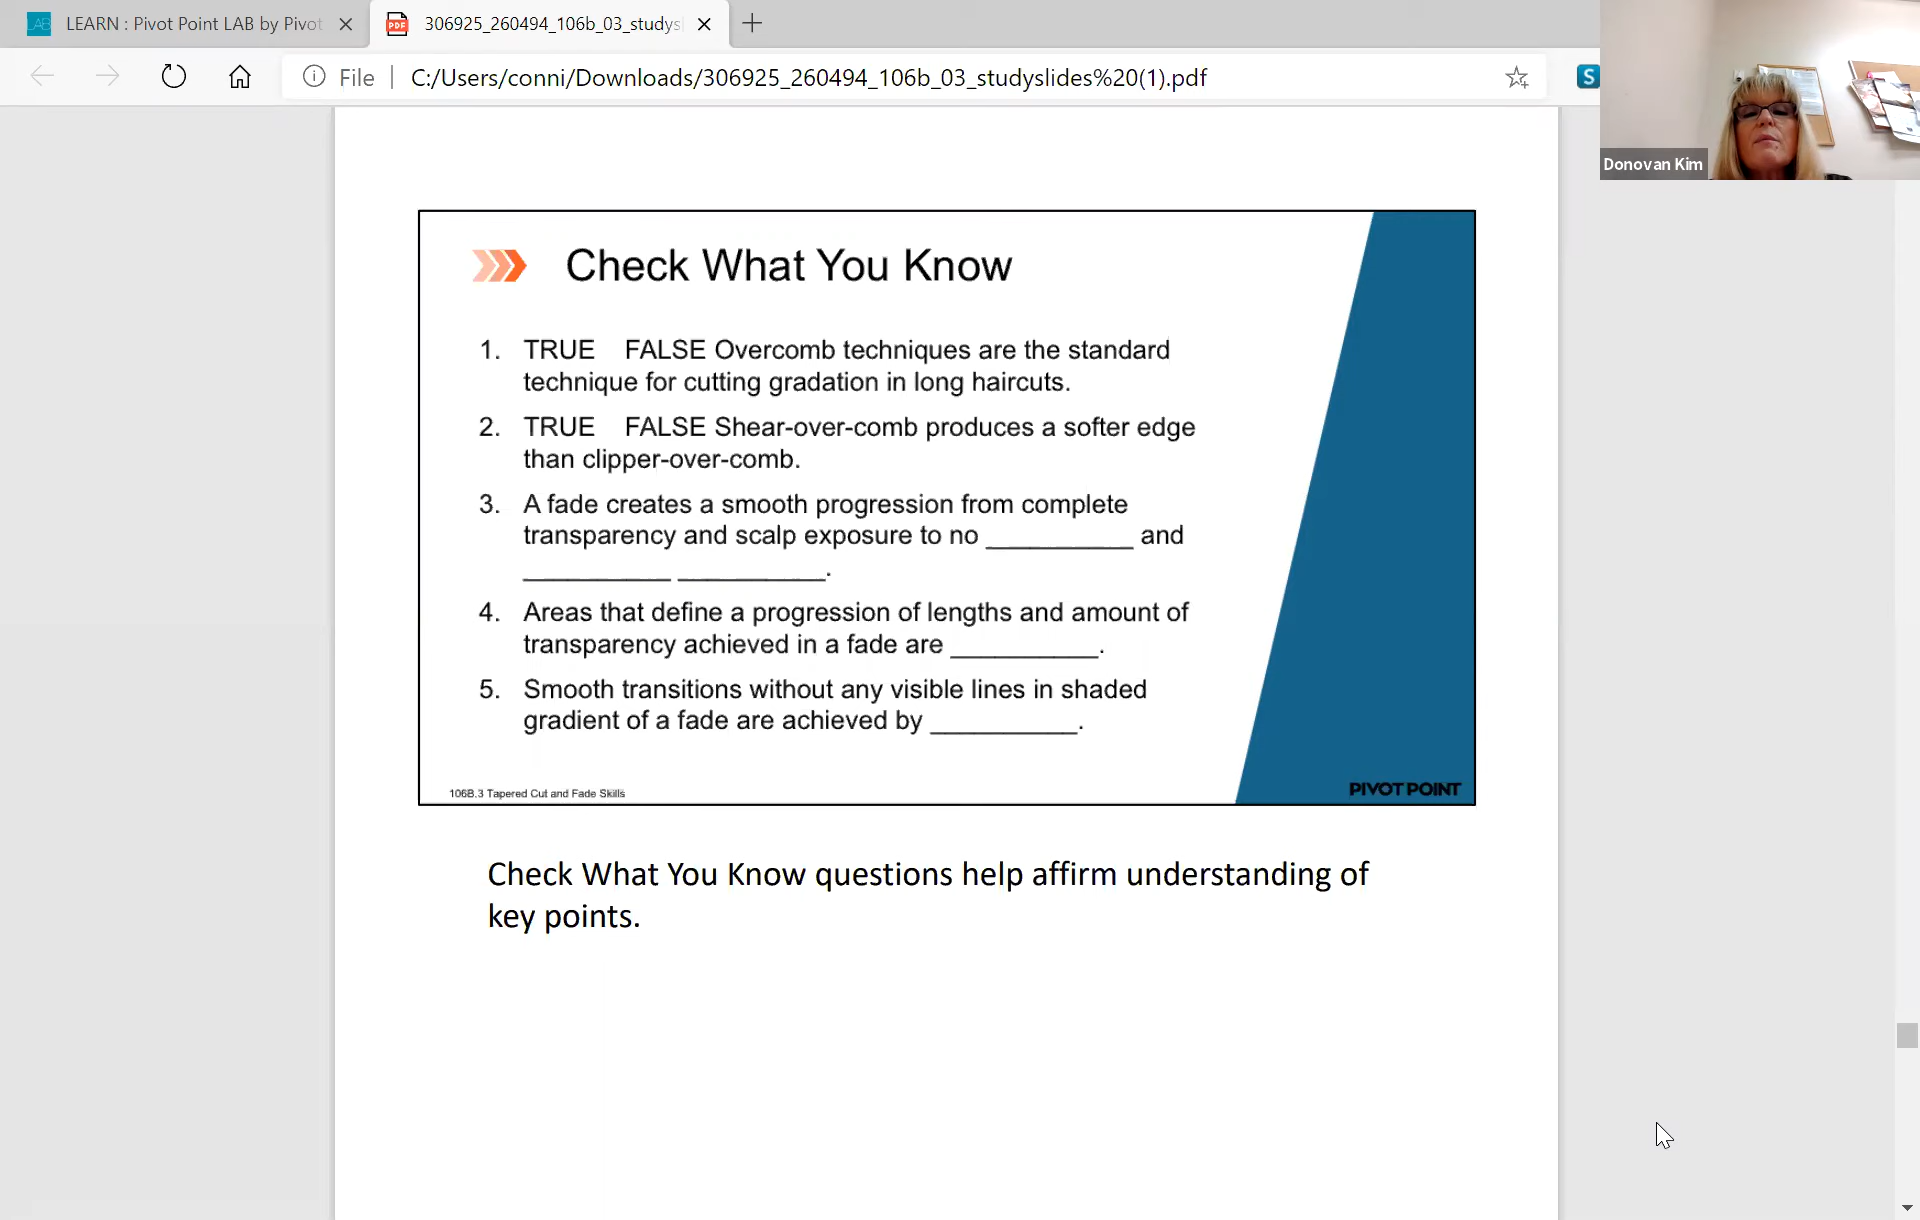 LEARN : Pivot Point LAB by Pivot
306925_260494_106b_03_studys
File
C:/Users/conni/Downloads/306925_260494_106b_03_studyslides%20(1).pdf
S
Donovan Kim
Check What You Know
1. TRUE FALSE Overcomb techniques are the standard
technique for cutting gradation in long haircuts.
2. TRUE FALSE Shear-over-comb produces a softer edge
than clipper-over-comb.
3. A fade creates a smooth progression from complete
transparency and scalp exposure to no __________ and
__________ __________.
4. Areas that define a progression of lengths and amount of
transparency achieved in a fade are __________.
5. Smooth transitions without any visible lines in shaded
gradient of a fade are achieved by __________.
106B.3 Tapered Cut and Fade Skills
PIVOT POINT
Check What You Know questions help affirm understanding of
key points.